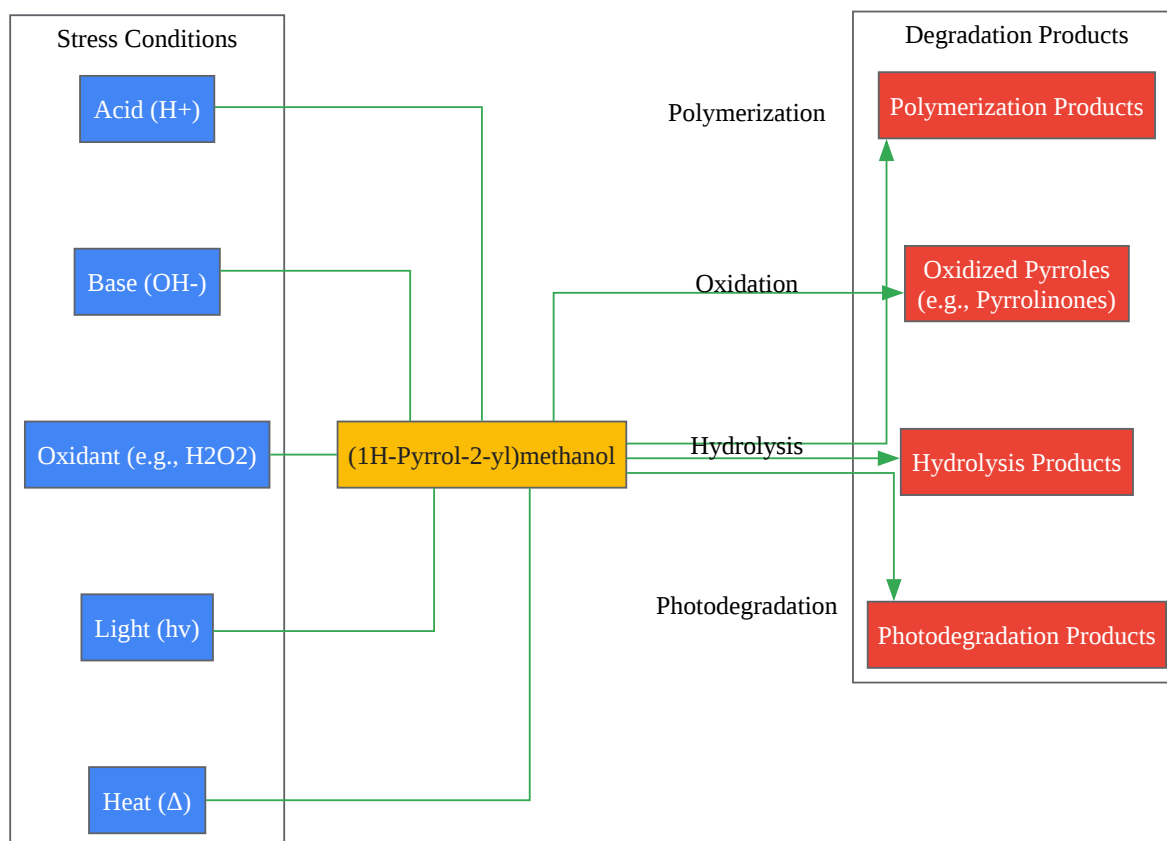 Stress Conditions
Acid (H+)
Base (OH-)
Oxidant (e.g., H2O2)
Light (hv)
Heat (Δ)
(1H-Pyrrol-2-yl)methanol
Polymerization
Oxidation
Hydrolysis
Photodegradation
Degradation Products
Polymerization Products
Oxidized Pyrroles
(e.g., Pyrrolinones)
Hydrolysis Products
Photodegradation Products